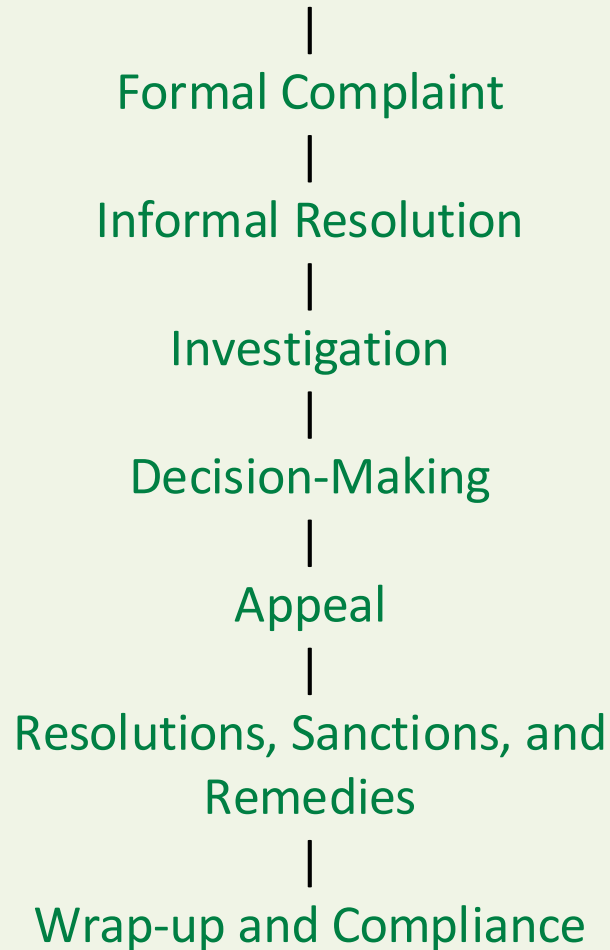 Formal Complaint
Informal Resolution
Investigation
Decision-Making
Appeal
Resolutions, Sanctions, and
Remedies
Wrap-up and Compliance